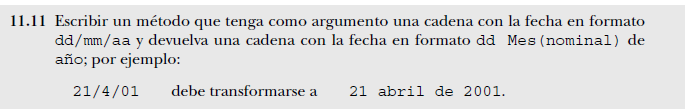 11.11 Escribir un método que tenga como argumento una cadena con la fecha en formato
dd/mm/aa y devuelva una cadena con la fecha en formato dd Mes(nominal) de
año; por ejemplo:
21/4/01 debe transformarse a 21 abril de 2001.